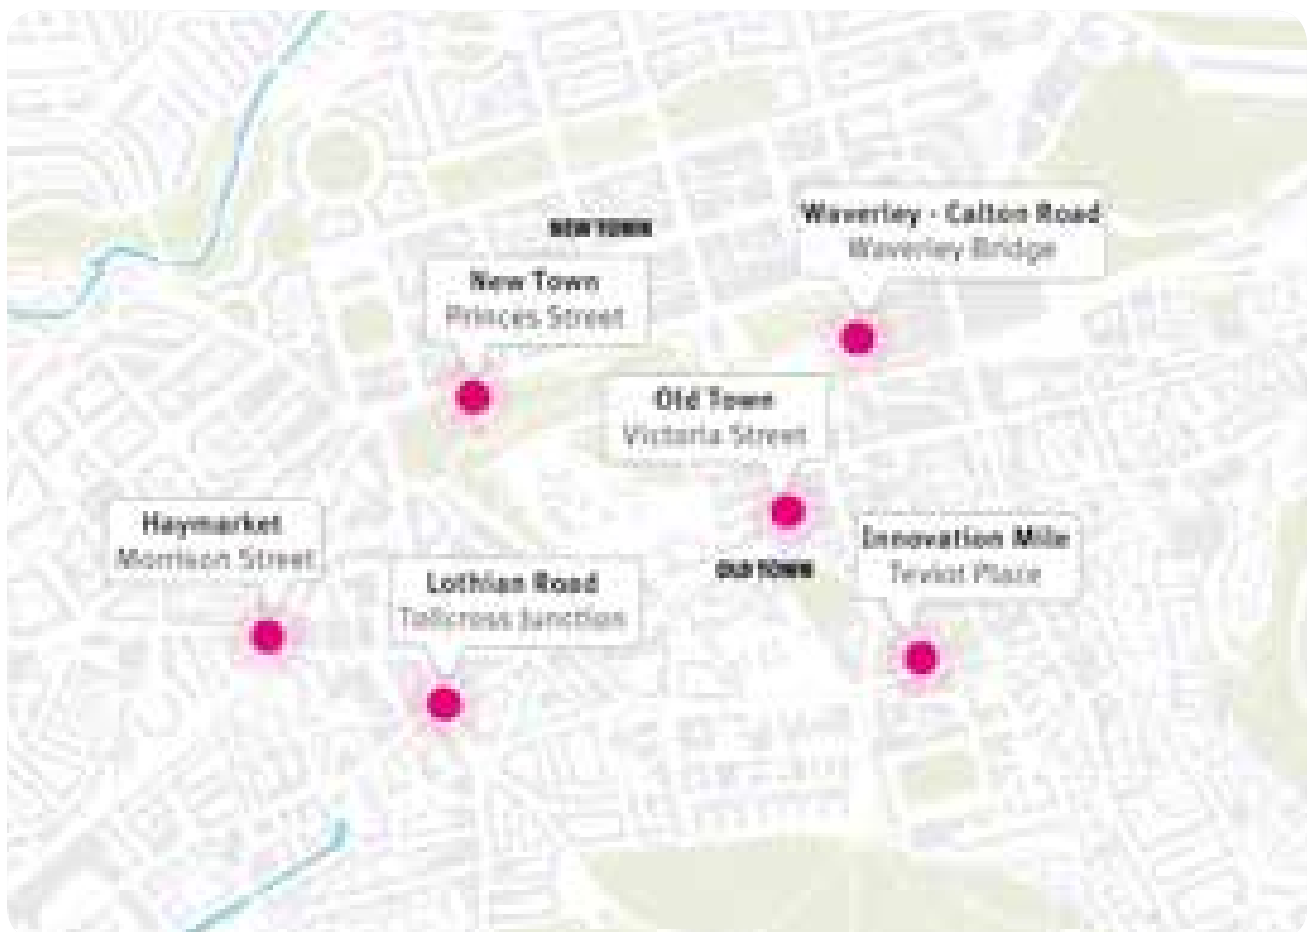 NEW TOWN
Waverley - Calton Road
Waverley Bridge
New Town
Princes Street
Old Town
Victoria Street
Haymarket
Morrison Street
Innovation Mile
Teviot Place
OLD TOWN
Lothian Road
Tollcross Junction